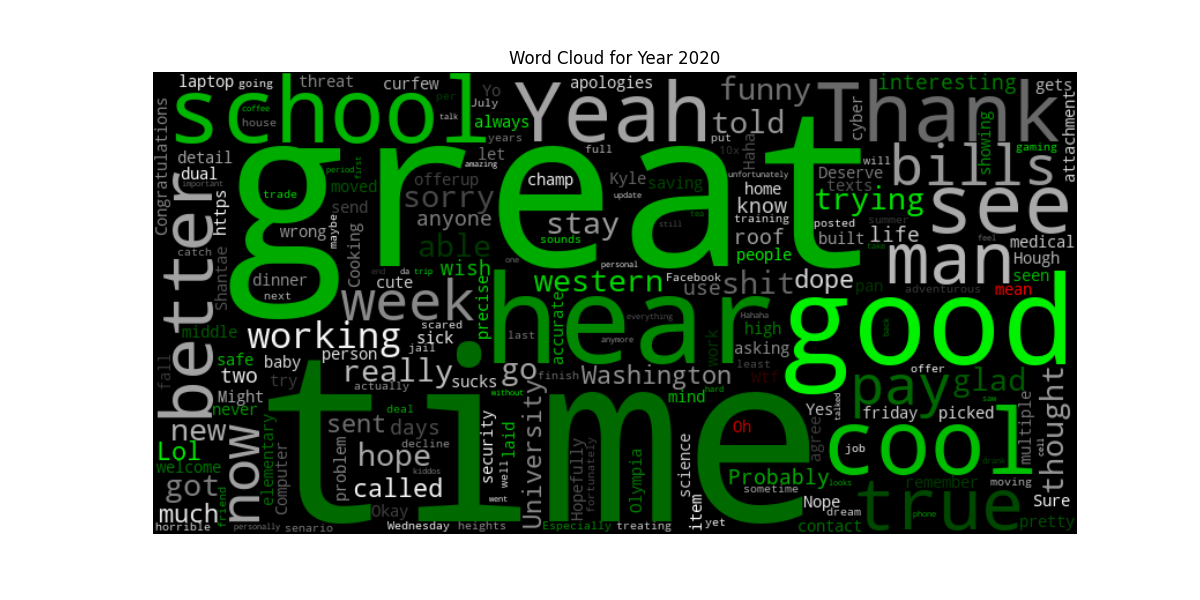 Word Cloud for Year 2020
laptop going threat curfew Yo apologies funny Thank interesting gets
school coffee house per July talk always Yeah told cyber attachment
Congratulations years full put 10x Haha showing gaming
detail great let amazing will bills
dual important period first moved offerup champ Kyle saving unfortunately Deserve texts see
https trade send sorry update home trying
better maybe anyone stay tea still know training posted summer life man
wrong Cooking able sounds roof people built take feel medical
catch Shantae end da trip wish one personal Hough
dinner cute western Facebook use shit dope pan adventurous seen
next week precise hear mean
middle scared accurate Hahaha high good
working sick last everything anymore work asking back
fall safe baby person jail really go least
two try actually sucks finish Washington wtf offer
Might without mind hard pay glad
never deal time University talked Yes friday picked saw thought
new now sent days laid Oh agree cool multiple
Lol decline security job cell
welcome elementary Computer problem hope kiddos well Hopefully fortunately Olympia science Probably looks drank
got called sometime remember moving
much friend Okay went item Nope phone true Sure
horrible personally senario Wednesday heights Especially treating yet dream contact pretty